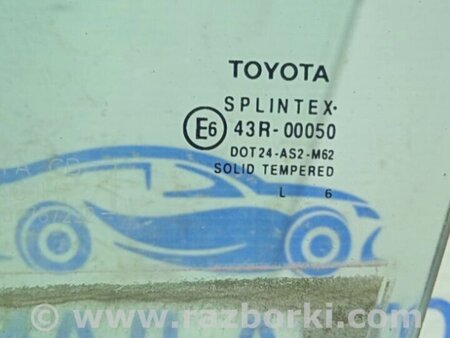 TOYOTA
SPLINTEX·
E6 43R-00050
DOT24-AS2-M62
SOLID TEMPERED
L 6
© www.razborki.com